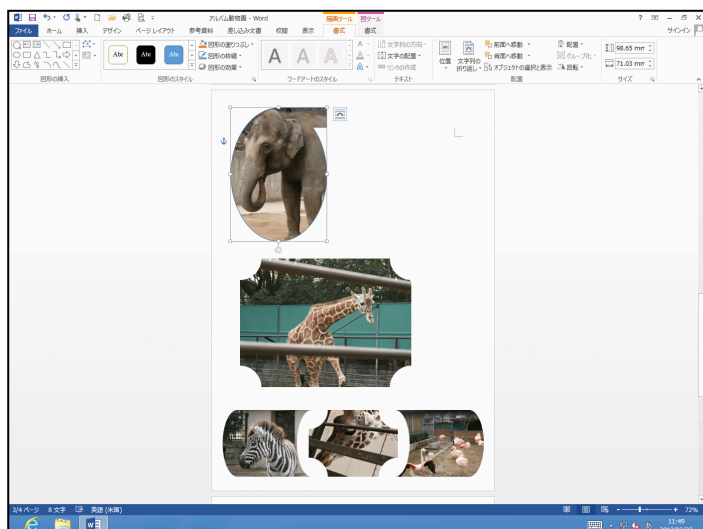 アルバム動物園 - Word
描画ツール 図ツール
ファイル ホーム 挿入 デザイン ページ レイアウト 参考資料 差し込み文書 校閲 表示 書式 書式 サインイン
図形の塗りつぶし 文字列の方向 前面へ移動 配置 98.65 mm
Abc Abc Abc 図形の枠線 A A A 文字の配置 位置 文字列の 背面へ移動 グループ化 71.03 mm
図形の効果 リンクの作成 折り返し オブジェクトの選択と表示 回転
図形の挿入 図形のスタイル ワードアートのスタイル テキスト 配置 サイズ
3/4 ページ 8 文字 英語 (米国) 72%
11:49